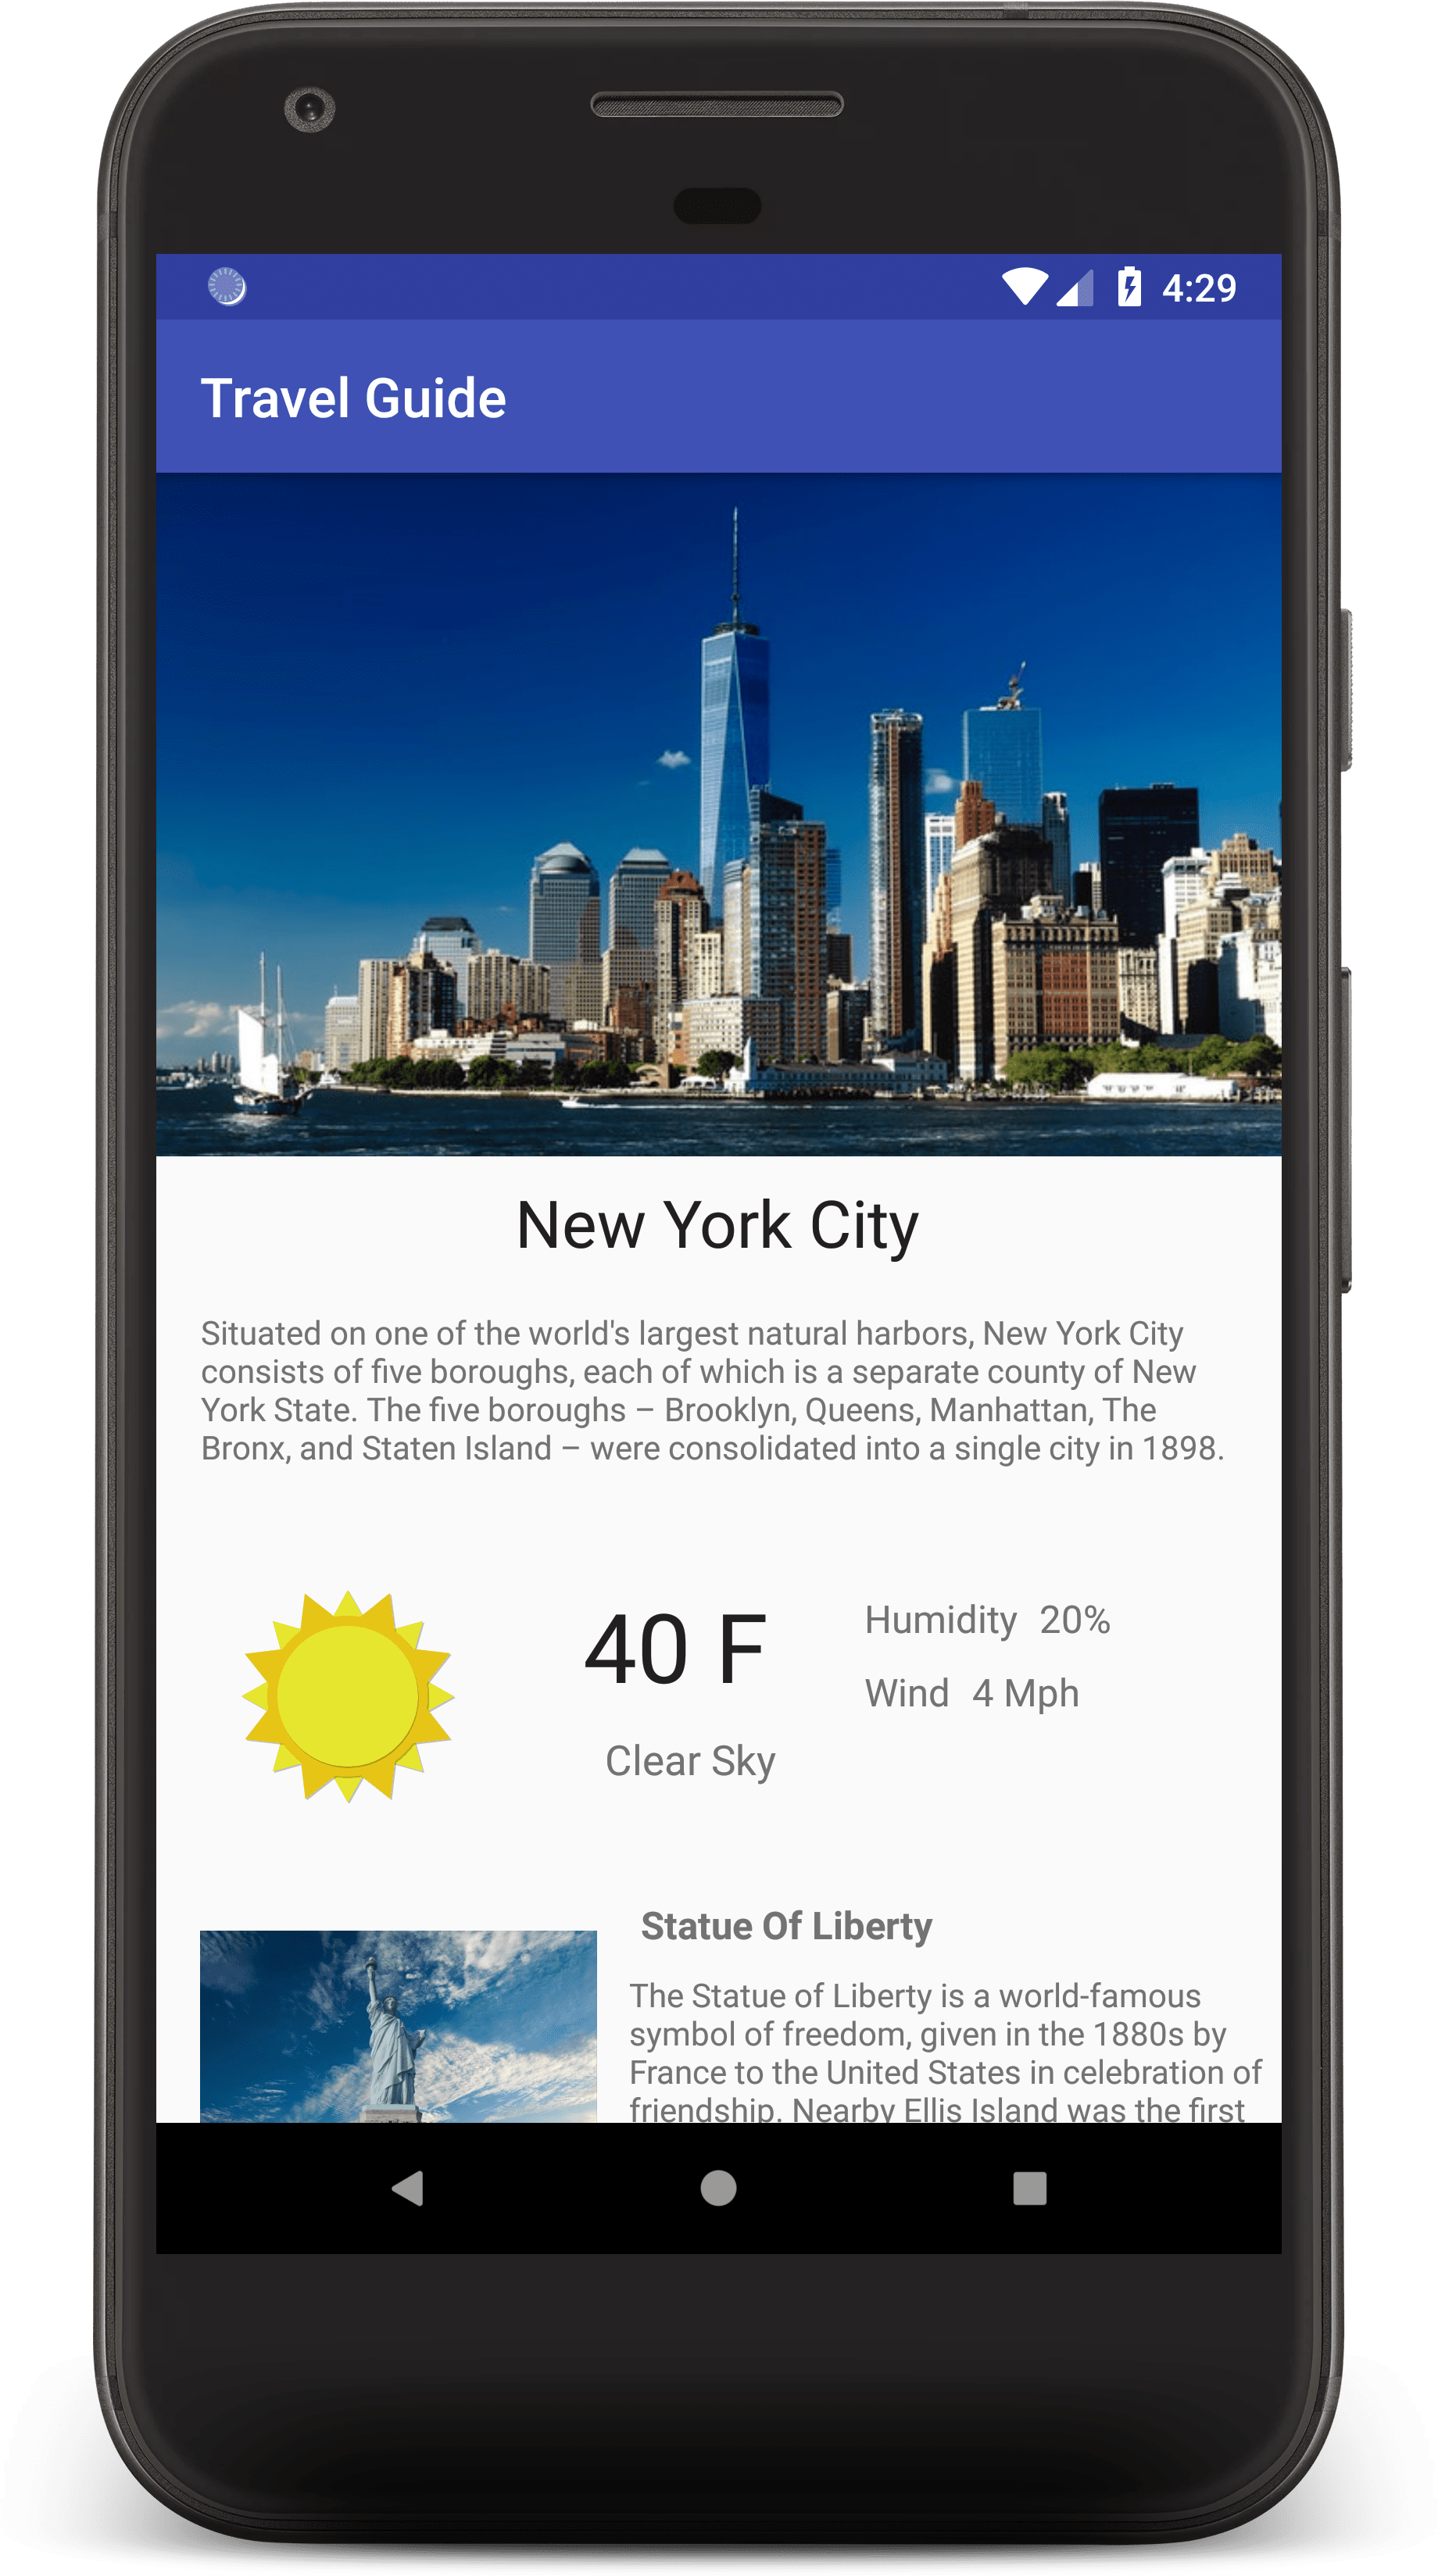 4:29
Travel Guide
New York City
Situated on one of the world's largest natural harbors, New York City
consists of five boroughs, each of which is a separate county of New
York State. The five boroughs – Brooklyn, Queens, Manhattan, The
Bronx, and Staten Island – were consolidated into a single city in 1898.
40 F
Clear Sky
Humidity 20%
Wind 4 Mph
Statue Of Liberty
The Statue of Liberty is a world-famous
symbol of freedom, given in the 1880s by
France to the United States in celebration of
friendship. Nearby Ellis Island was the first